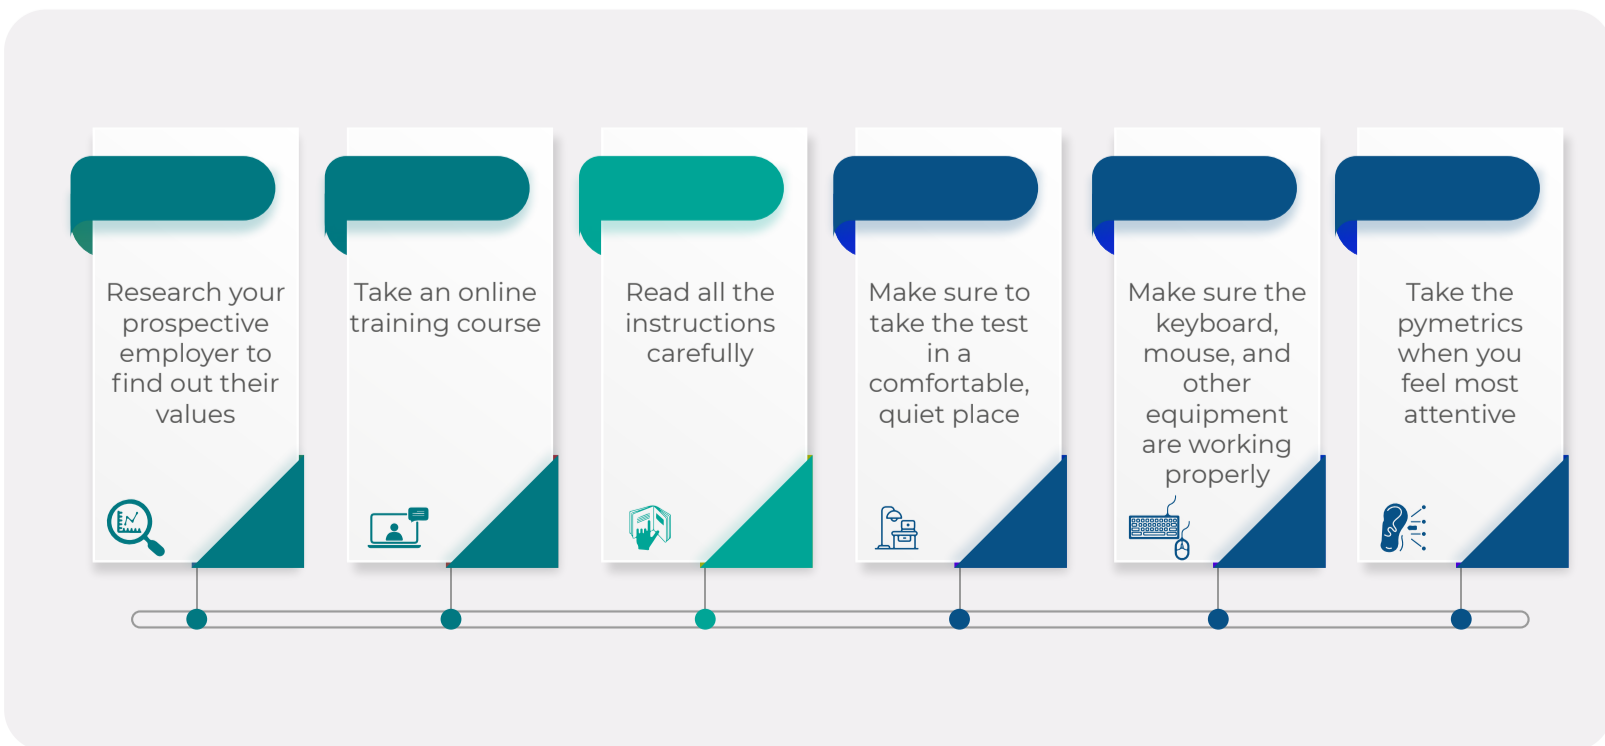 Research your
prospective
employer to
find out their
values
Take an online
training course
Read all the
instructions
carefully
Make sure to
take the test
in a
comfortable,
quiet place
Make sure the
keyboard,
mouse, and
other
equipment
are working
properly
Take the
pymetrics
when you
feel most
attentive